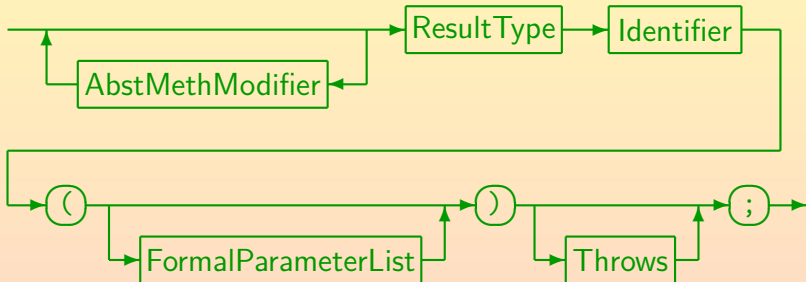 ResultType Identifier
AbstMethModifier
( ) ;
FormalParameterList Throws